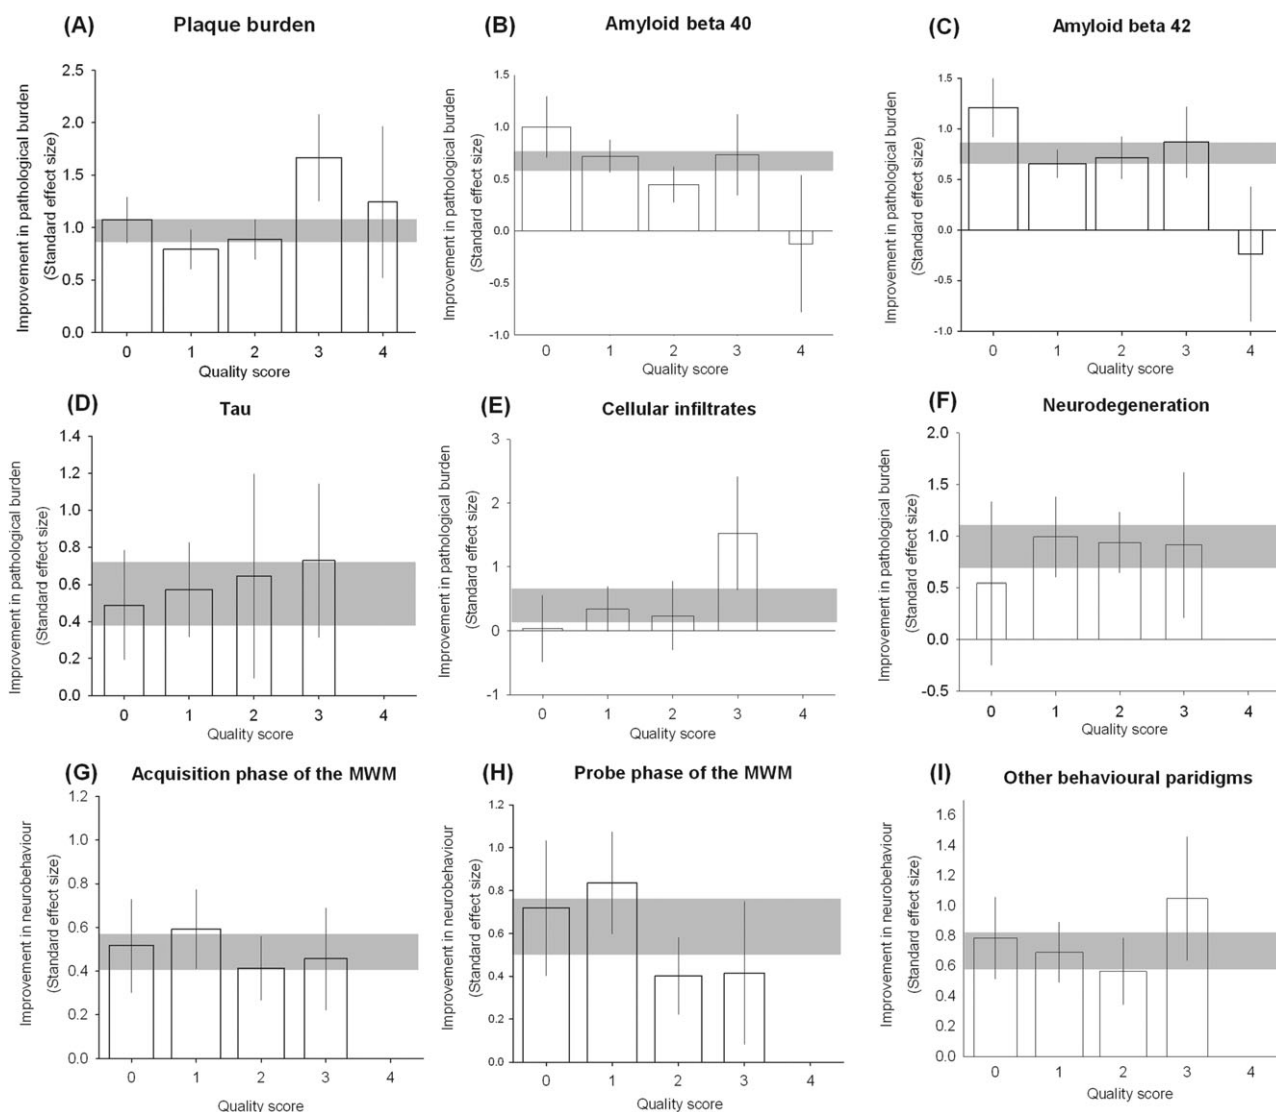 (A) Plaque burden
Improvement in pathological burden
(Standard effect size)
2.5
2.0
1.5
1.0
0.5
0.0
0 1 2 3 4
Quality score
(B) Amyloid beta 40
Improvement in pathological burden
(Standard effect size)
1.5
1.0
0.5
0.0
-0.5
-1.0
0 1 2 3 4
Quality score
(C) Amyloid beta 42
Improvement in pathological burden
(Standard effect size)
1.5
1.0
0.5
0.0
-0.5
-1.0
0 1 2 3 4
Quality score
(D) Tau
Improvement in pathological burden
(Standard effect size)
1.4
1.2
1.0
0.8
0.6
0.4
0.2
0.0
0 1 2 3 4
Quality score
(E) Cellular infiltrates
Improvement in pathological burden
(Standard effect size)
3
2
1
0
-1
0 1 2 3 4
Quality score
(F) Neurodegeneration
Improvement in pathological burden
(Standard effect size)
2.0
1.5
1.0
0.5
0.0
-0.5
0 1 2 3 4
Quality score
(G) Acquisition phase of the MWM
Improvement in neurobehaviour
(Standard effect size)
1.2
1.0
0.8
0.6
0.4
0.2
0.0
0 1 2 3 4
Quality score
(H) Probe phase of the MWM
Improvement in neurobehaviour
(Standard effect size)
1.2
1.0
0.8
0.6
0.4
0.2
0.0
0 1 2 3 4
Quality score
(I) Other behavioural paridigms
Improvement in neurobehaviour
(Standard effect size)
1.6
1.4
1.2
1.0
0.8
0.6
0.4
0.2
0.0
0 1 2 3 4
Quality score